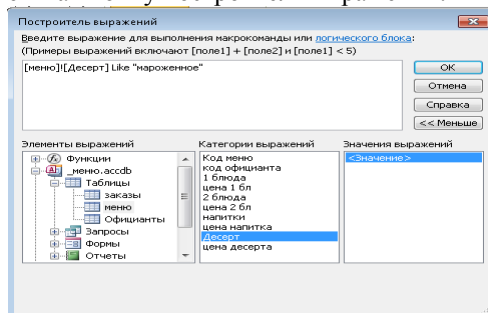 Построитель выражений
Введите выражение для выполнения макрокоманды или логического блока:
(Примеры выражений включают [поле1] + [поле2] и [поле1] < 5)
[меню]![Десерт] Like "мароженное"
ОК
Отмена
Справка
<< Меньше
Элементы выражений
Категории выражений
Значения выражений
Функции
_меню.accdb
Таблицы
заказы
меню
Официанты
Запросы
Формы
Отчеты
Код меню
код официанта
1 блюда
цена 1 бл
2 блюда
цена 2 бл
напитки
цена напитка
Десерт
цена десерта
<Значение>